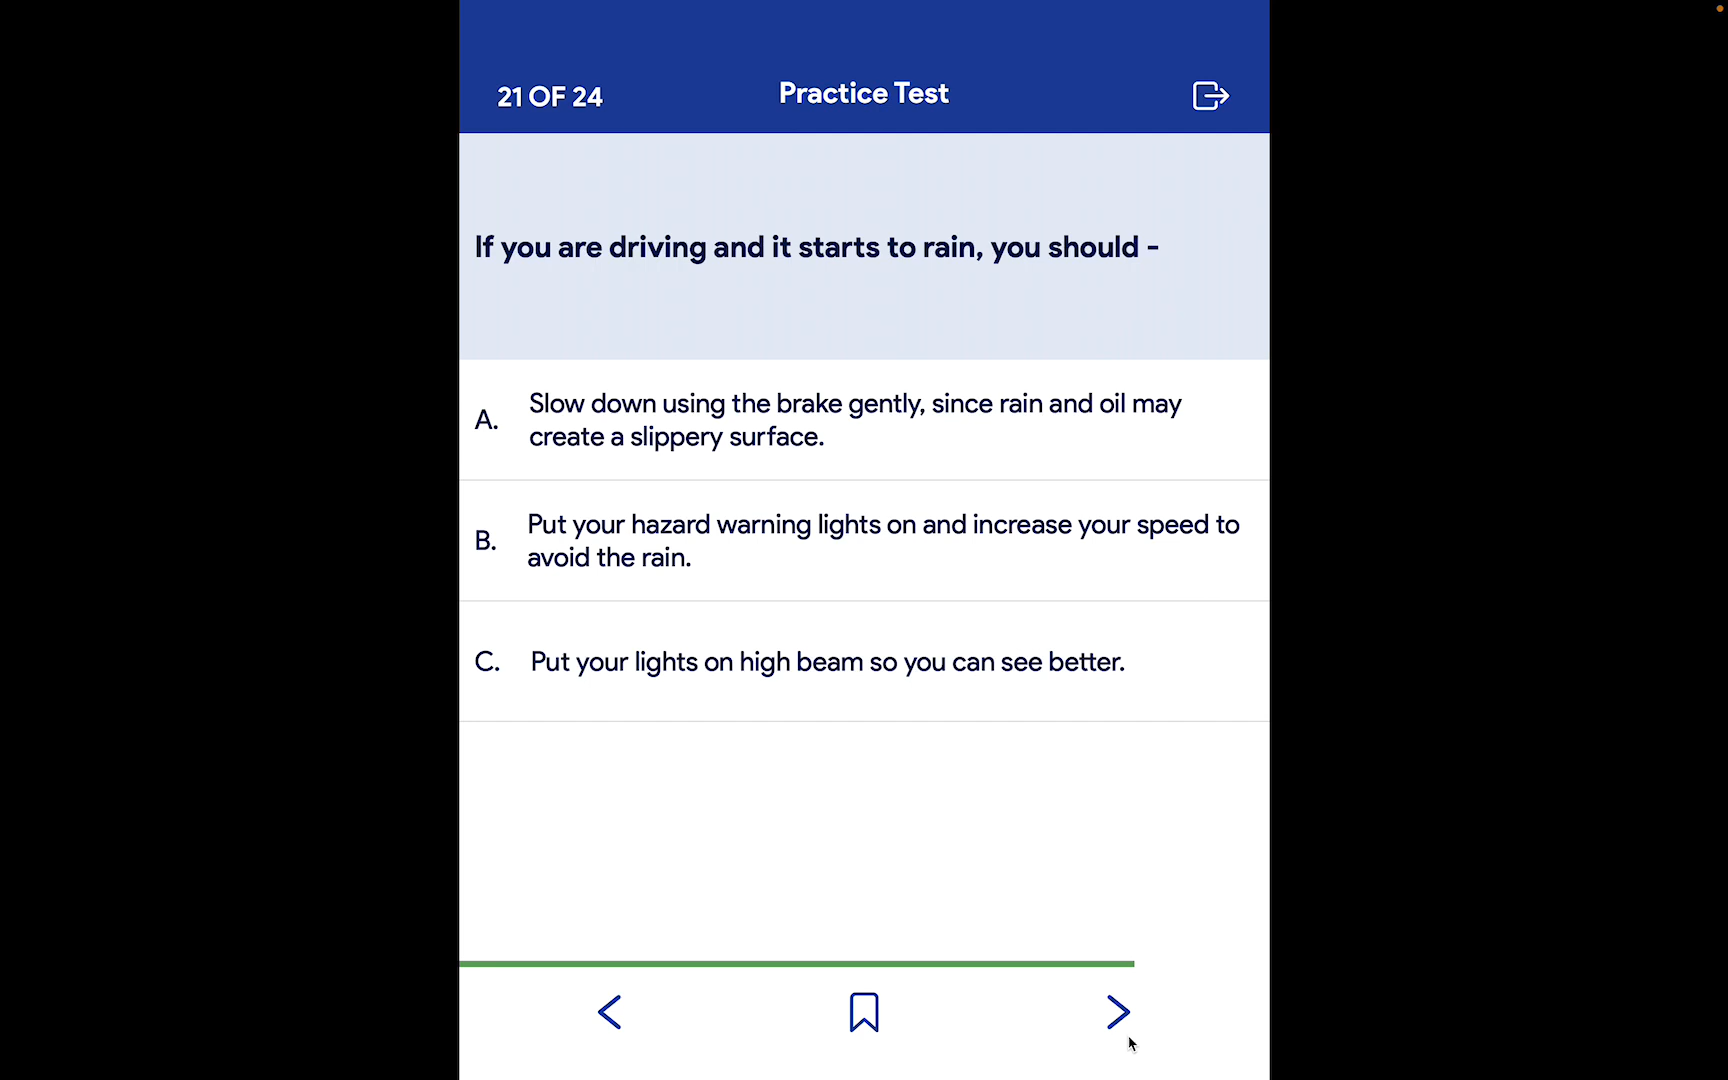 21 OF 24
Practice Test
If you are driving and it starts to rain, you should -
A.
Slow down using the brake gently, since rain and oil may
create a slippery surface.
B.
Put your hazard warning lights on and increase your speed to
avoid the rain.
C.
Put your lights on high beam so you can see better.